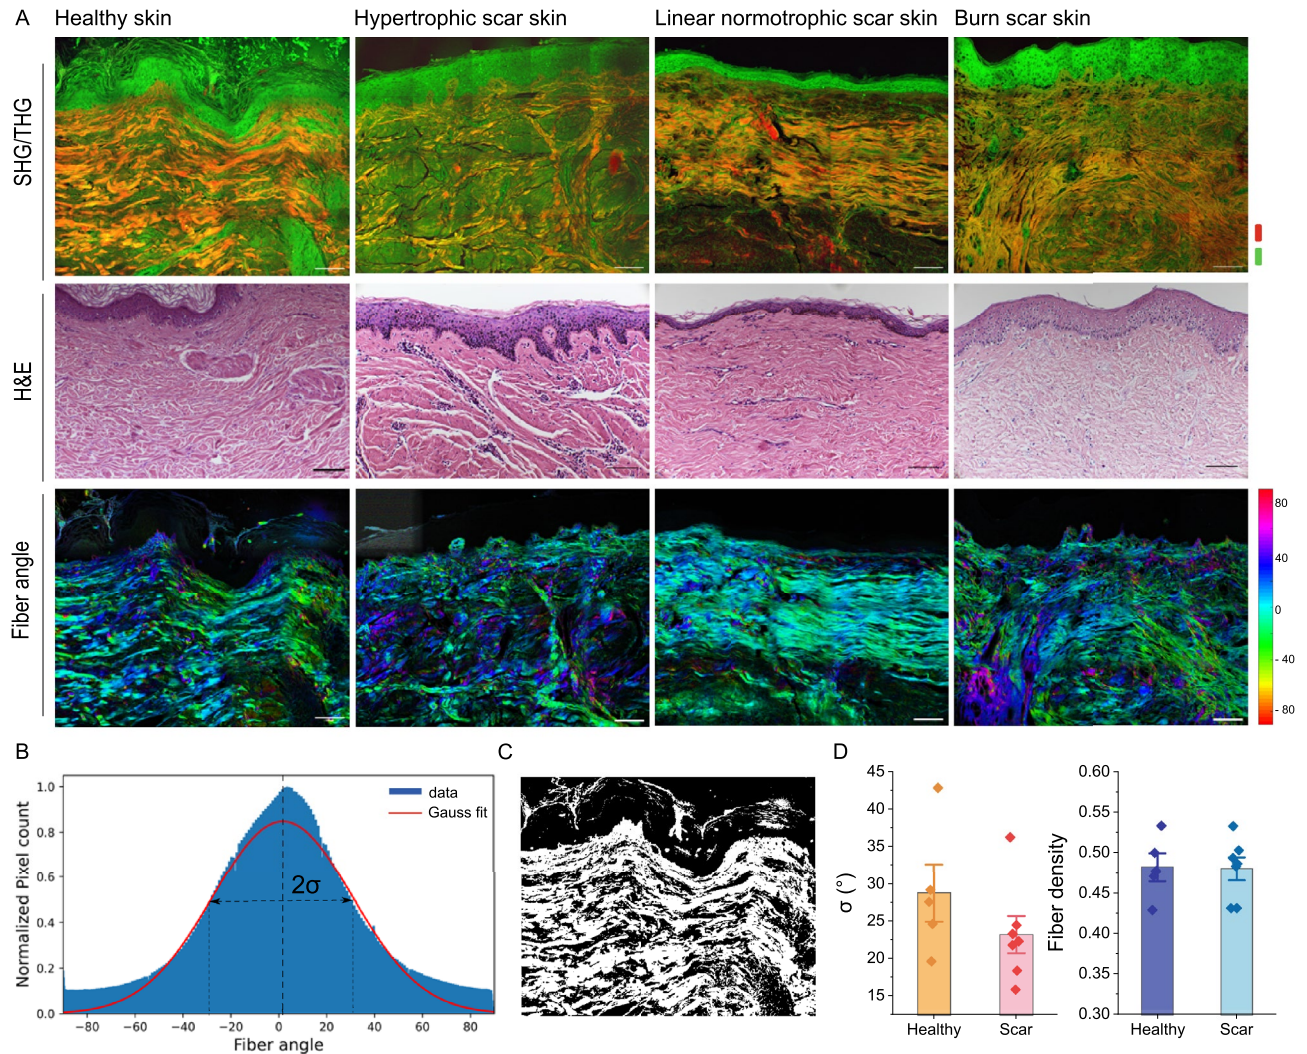 A
Healthy skin
Hypertrophic scar skin
Linear normotrophic scar skin
Burn scar skin
SHG/THG
H&E
Fiber angle
80
40
0
- 40
- 80
B
Normalized Pixel count
1.0
0.8
0.6
0.4
0.2
0.0
data
Gauss fit
2σ
−80
−60
−40
−20
0
20
40
60
80
Fiber angle
C
D
σ (°)
45
40
35
30
25
20
15
Healthy
Scar
Fiber density
0.60
0.55
0.50
0.45
0.40
0.35
0.30
Healthy
Scar